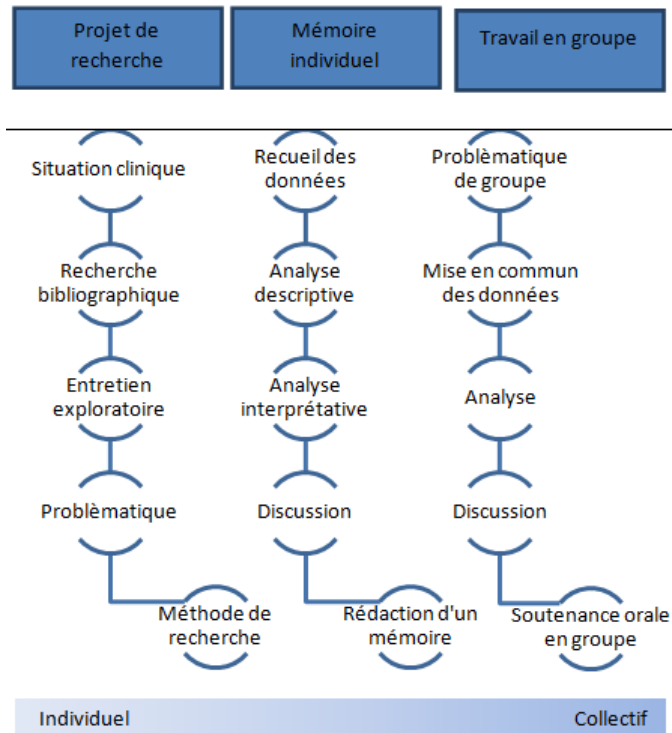 Projet de
recherche
Mémoire
individuel
Travail en groupe
Situation clinique
Recherche
bibliographique
Entretien
exploratoire
Problèmatique
Méthode de
recherche
Recueil des
données
Analyse
descriptive
Analyse
interprétative
Discussion
Rédaction d'un
mémoire
Problèmatique
de groupe
Mise en commun
des données
Analyse
Discussion
Soutenance orale
en groupe
Individuel
Collectif